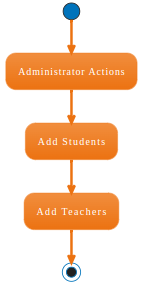 Administrator Actions
Add Students
Add Teachers